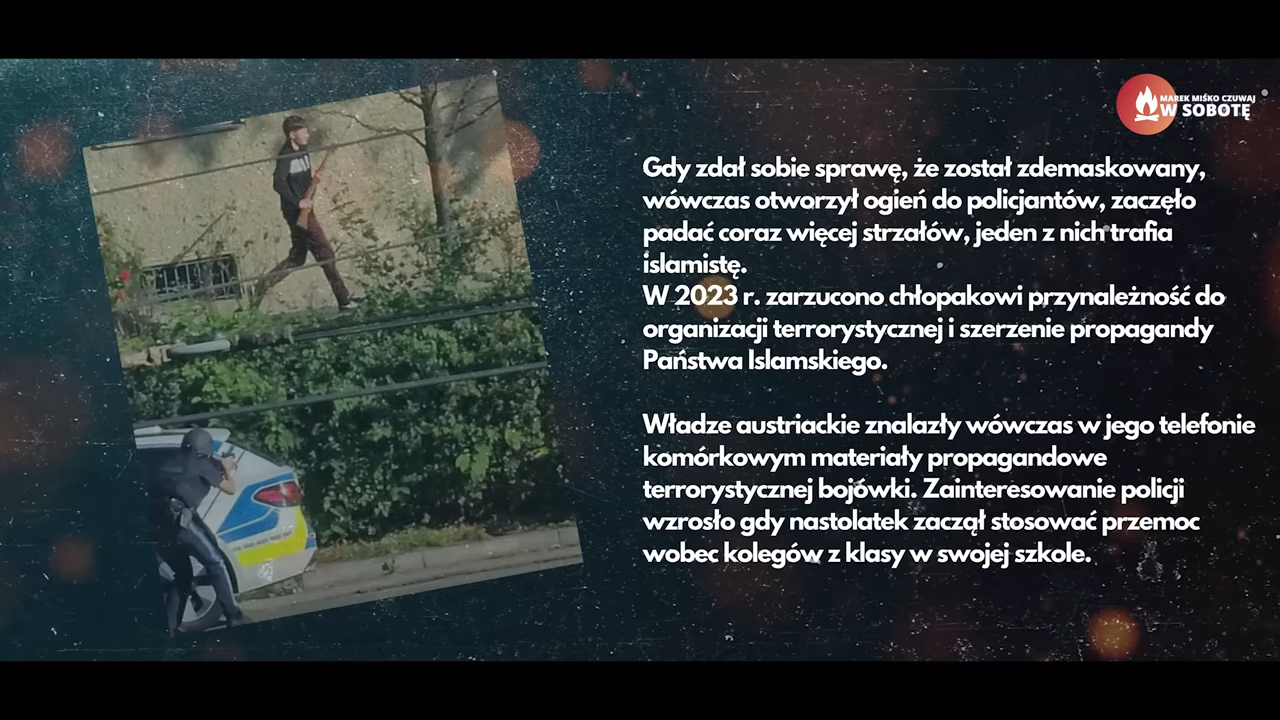 MAREK MIŚKO CZUWAJ
W SOBOTĘ
Gdy zdał sobie sprawę, że został zdemaskowany,
wówczas otworzył ogień do policjantów, zaczęło
padać coraz więcej strzałów, jeden z nich trafia
islamistę.
W 2023 r. zarzucono chłopakowi przynależność do
organizacji terrorystycznej i szerzenie propagandy
Państwa Islamskiego.
Władze austriackie znalazły wówczas w jego telefonie
komórkowym materiały propagandowe
terrorystycznej bojówki. Zainteresowanie policji
wzrosło gdy nastolatek zaczął stosować przemoc
wobec kolegów z klasy w swojej szkole.